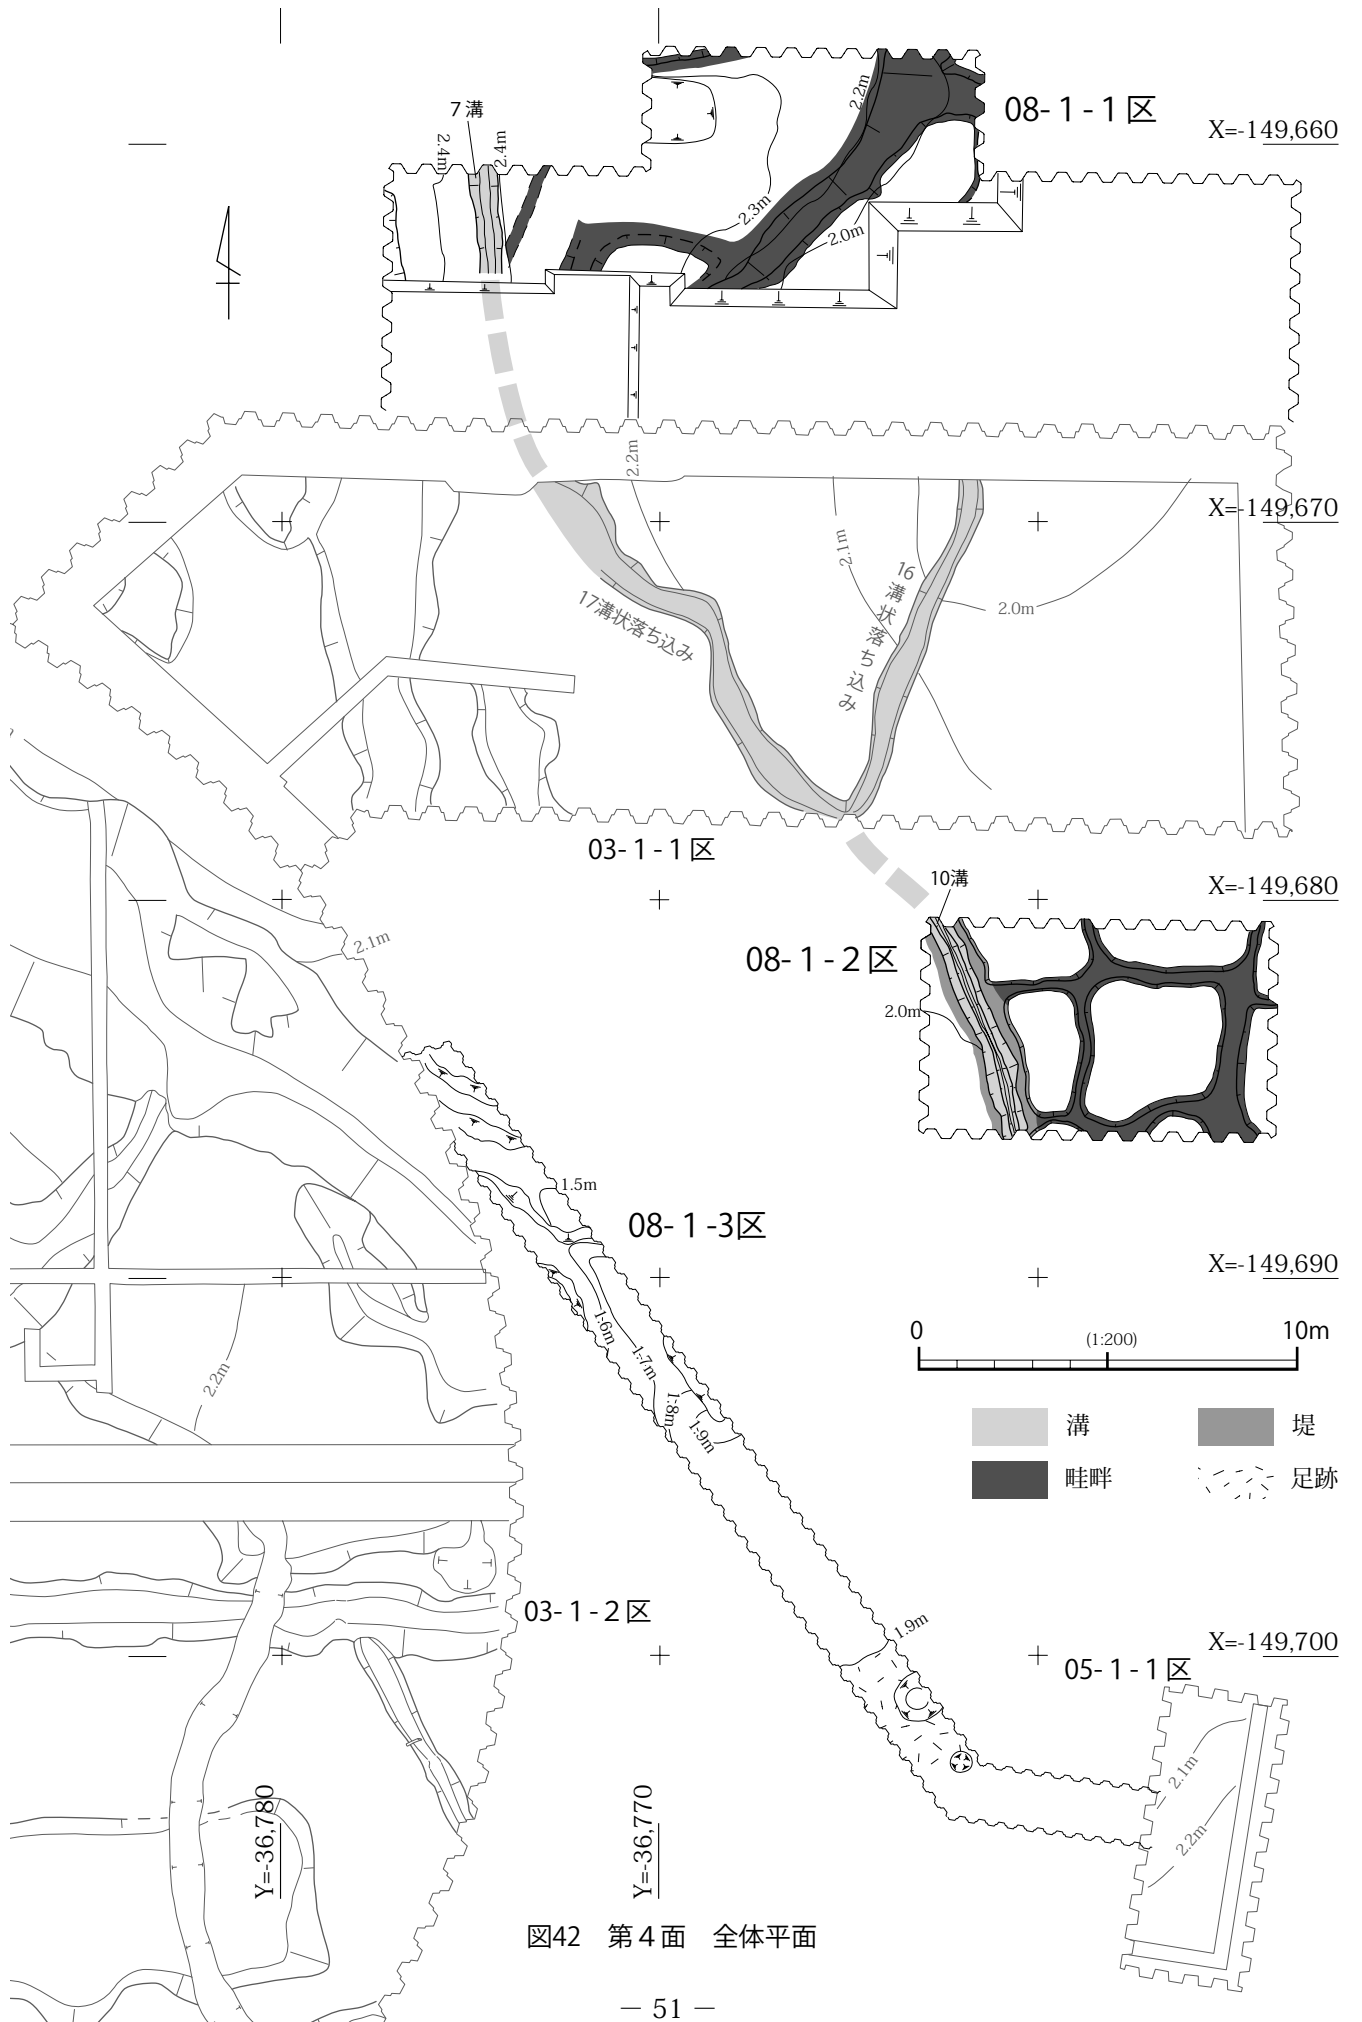 08-１-１区
X=-149,660
７溝
2.4m
2.4m
2.2m
2.3m
2.0m
2.2m
X=-149,670
2.1m
16溝状落ち込み
2.0m
17溝状落ち込み
03-１-１区
10溝
X=-149,680
2.1m
08-１-２区
2.0m
1.5m
08-１-3区
X=-149,690
1.6m
1.7m
1.8m
1.9m
2.2m
0
(1:200)
10m
溝
堤
畦畔
足跡
03-１-２区
1.9m
X=-149,700
05-１-１区
2.1m
2.2m
Y=-36,780
Y=-36,770
図42　第４面　全体平面
― 51 ―